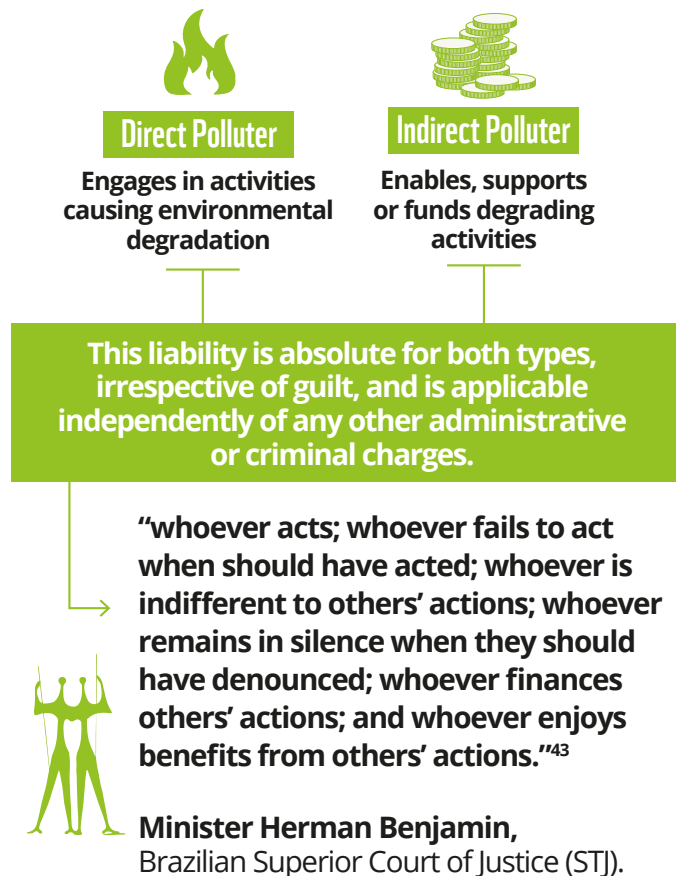 Direct Polluter
Engages in activities
causing environmental
degradation
Indirect Polluter
Enables, supports
or funds degrading
activities
This liability is absolute for both types,
irrespective of guilt, and is applicable
independently of any other administrative
or criminal charges.
“whoever acts; whoever fails to act
when should have acted; whoever is
indifferent to others’ actions; whoever
remains in silence when they should
have denounced; whoever finances
others’ actions; and whoever enjoys
benefits from others’ actions.”43
Minister Herman Benjamin,
Brazilian Superior Court of Justice (STJ).